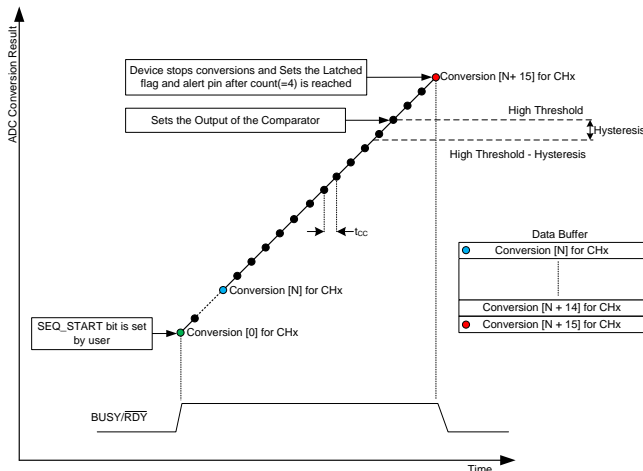 ADC Conversion Result
Device stops conversions and Sets the Latched
flag and alert pin after count(=4) is reached
Conversion [N+ 15] for CHx
Sets the Output of the Comparator
High Threshold
Hysteresis
High Threshold - Hysteresis
tCC
Data Buffer
Conversion [N] for CHx
Conversion [N + 14] for CHx
Conversion [N + 15] for CHx
Conversion [N] for CHx
SEQ_START bit is set
by user
Conversion [0] for CHx
BUSY/RDY
Time